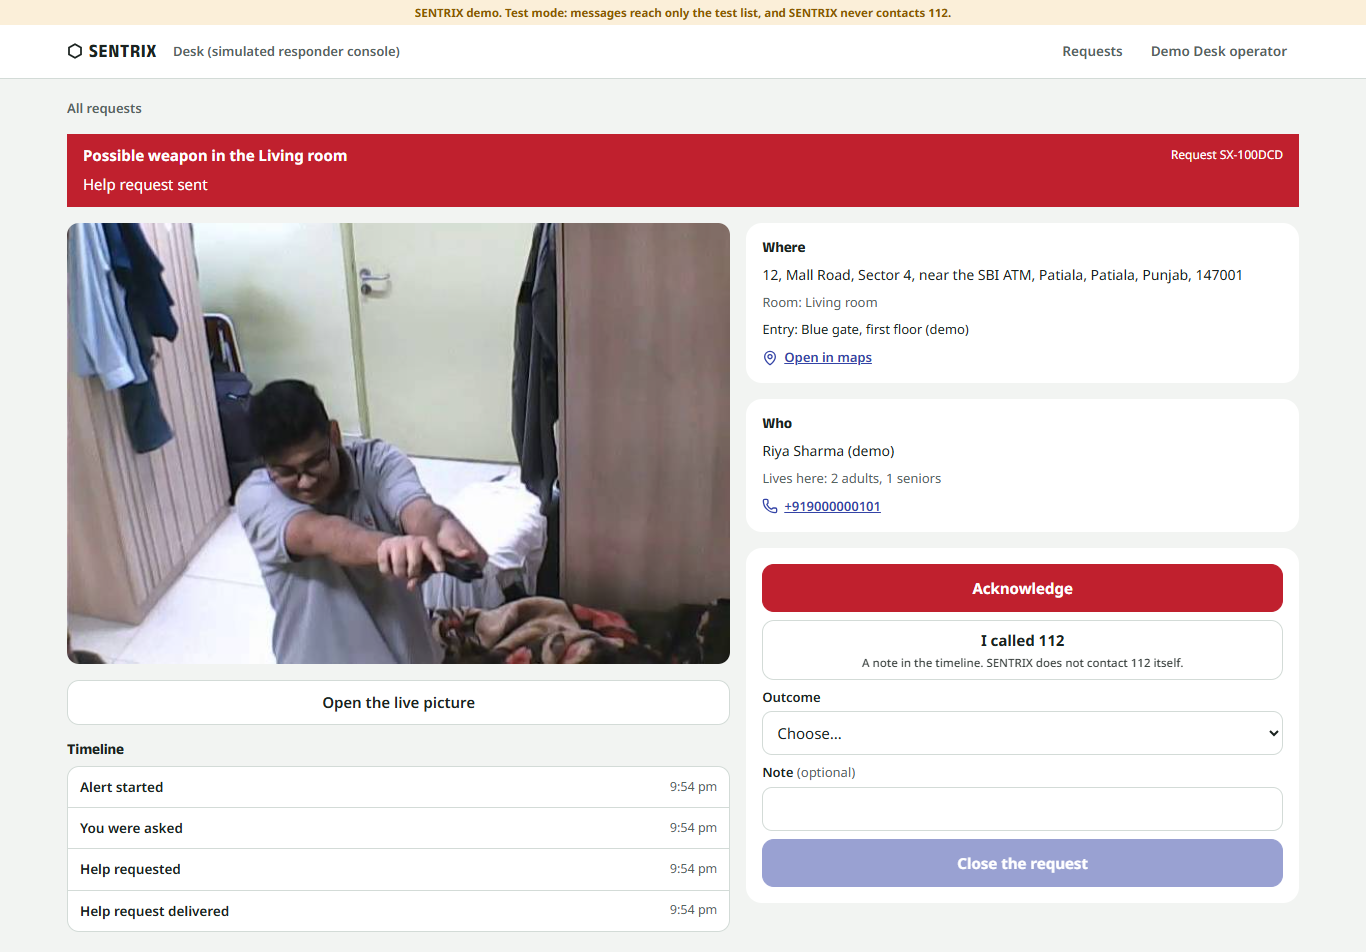 SENTRIX demo. Test mode: messages reach only the test list, and SENTRIX never contacts 112.
SENTRIX Desk (simulated responder console) Requests Demo Desk operator
All requests
Possible weapon in the Living room Request SX-100DCD
Help request sent
Where
12, Mall Road, Sector 4, near the SBI ATM, Patiala, Patiala, Punjab, 147001
Room: Living room
Entry: Blue gate, first floor (demo)
Open in maps
Who
Riya Sharma (demo)
Lives here: 2 adults, 1 seniors
+919000000101
Acknowledge
I called 112
A note in the timeline. SENTRIX does not contact 112 itself.
Outcome
Choose...
Note (optional)
Close the request
Open the live picture
Timeline
Alert started 9:54 pm
You were asked 9:54 pm
Help requested 9:54 pm
Help request delivered 9:54 pm